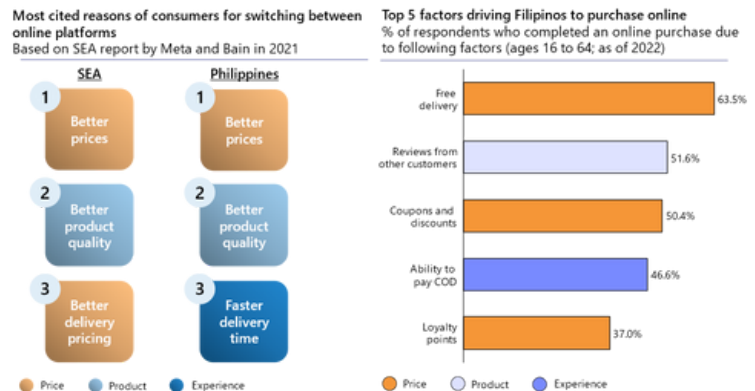 Most cited reasons of consumers for switching between
online platforms
Based on SEA report by Meta and Bain in 2021
SEA
Philippines
1
Better
prices
1
Better
prices
2
Better
product
quality
2
Better
product
quality
3
Better
delivery
pricing
3
Faster
delivery
time
Price
Product
Experience
Top 5 factors driving Filipinos to purchase online
% of respondents who completed an online purchase due
to following factors (ages 16 to 64; as of 2022)
Free
delivery
63.5%
Reviews from
other customers
51.6%
Coupons and
discounts
50.4%
Ability to
pay COD
46.6%
Loyalty
points
37.0%
Price
Product
Experience